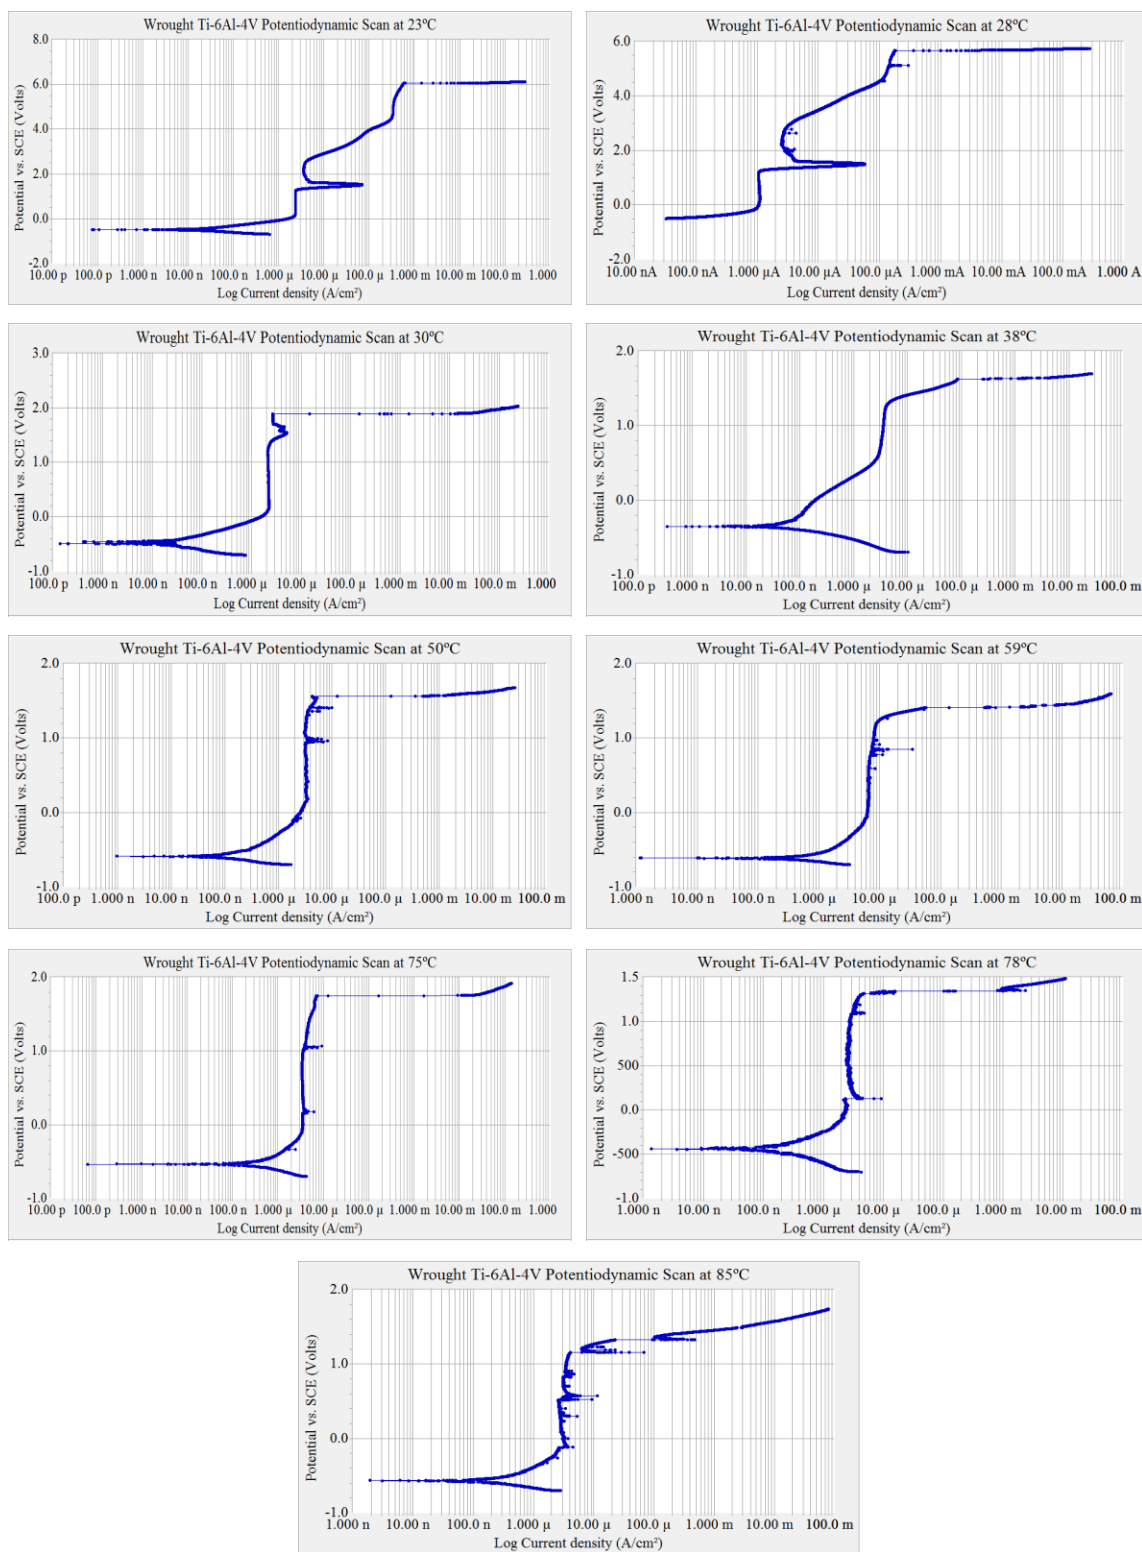 Wrought Ti-6Al-4V Potentiodynamic Scan at 23ºC
Potential vs. SCE (Volts)
8.0
6.0
4.0
2.0
0.0
-2.0
10.00 p 100.0 p 1.000 n 10.00 n 100.0 n 1.000 µ 10.00 µ 100.0 µ 1.000 m 10.00 m 100.0 m 1.000
Log Current density (A/cm²)
Wrought Ti-6Al-4V Potentiodynamic Scan at 28ºC
Potential vs. SCE (Volts)
6.0
4.0
2.0
0.0
-2.0
10.00 nA 100.0 nA 1.000 µA 10.00 µA 100.0 µA 1.000 mA 10.00 mA 100.0 mA 1.000 A
Log Current density (A/cm²)
Wrought Ti-6Al-4V Potentiodynamic Scan at 30ºC
Potential vs. SCE (Volts)
3.0
2.0
1.0
0.0
-1.0
100.0 p 1.000 n 10.00 n 100.0 n 1.000 µ 10.00 µ 100.0 µ 1.000 m 10.00 m 100.0 m 1.000
Log Current density (A/cm²)
Wrought Ti-6Al-4V Potentiodynamic Scan at 38ºC
Potential vs. SCE (Volts)
2.0
1.0
0.0
-1.0
100.0 p 1.000 n 10.00 n 100.0 n 1.000 µ 10.00 µ 100.0 µ 1.000 m 10.00 m 100.0 m
Log Current density (A/cm²)
Wrought Ti-6Al-4V Potentiodynamic Scan at 50ºC
Potential vs. SCE (Volts)
2.0
1.0
0.0
-1.0
100.0 p 1.000 n 10.00 n 100.0 n 1.000 µ 10.00 µ 100.0 µ 1.000 m 10.00 m 100.0 m
Log Current density (A/cm²)
Wrought Ti-6Al-4V Potentiodynamic Scan at 59ºC
Potential vs. SCE (Volts)
2.0
1.0
0.0
-1.0
1.000 n 10.00 n 100.0 n 1.000 µ 10.00 µ 100.0 µ 1.000 m 10.00 m 100.0 m
Log Current density (A/cm²)
Wrought Ti-6Al-4V Potentiodynamic Scan at 75ºC
Potential vs. SCE (Volts)
2.0
1.0
0.0
-1.0
10.00 p 100.0 p 1.000 n 10.00 n 100.0 n 1.000 µ 10.00 µ 100.0 µ 1.000 m 10.00 m 100.0 m 1.000
Log Current density (A/cm²)
Wrought Ti-6Al-4V Potentiodynamic Scan at 78ºC
Potential vs. SCE (Volts)
1.5
1.0
500
0.0
-500
-1.0
1.000 n 10.00 n 100.0 n 1.000 µ 10.00 µ 100.0 µ 1.000 m 10.00 m 100.0 m
Log Current density (A/cm²)
Wrought Ti-6Al-4V Potentiodynamic Scan at 85ºC
Potential vs. SCE (Volts)
2.0
1.0
0.0
-1.0
1.000 n 10.00 n 100.0 n 1.000 µ 10.00 µ 100.0 µ 1.000 m 10.00 m 100.0 m
Log Current density (A/cm²)